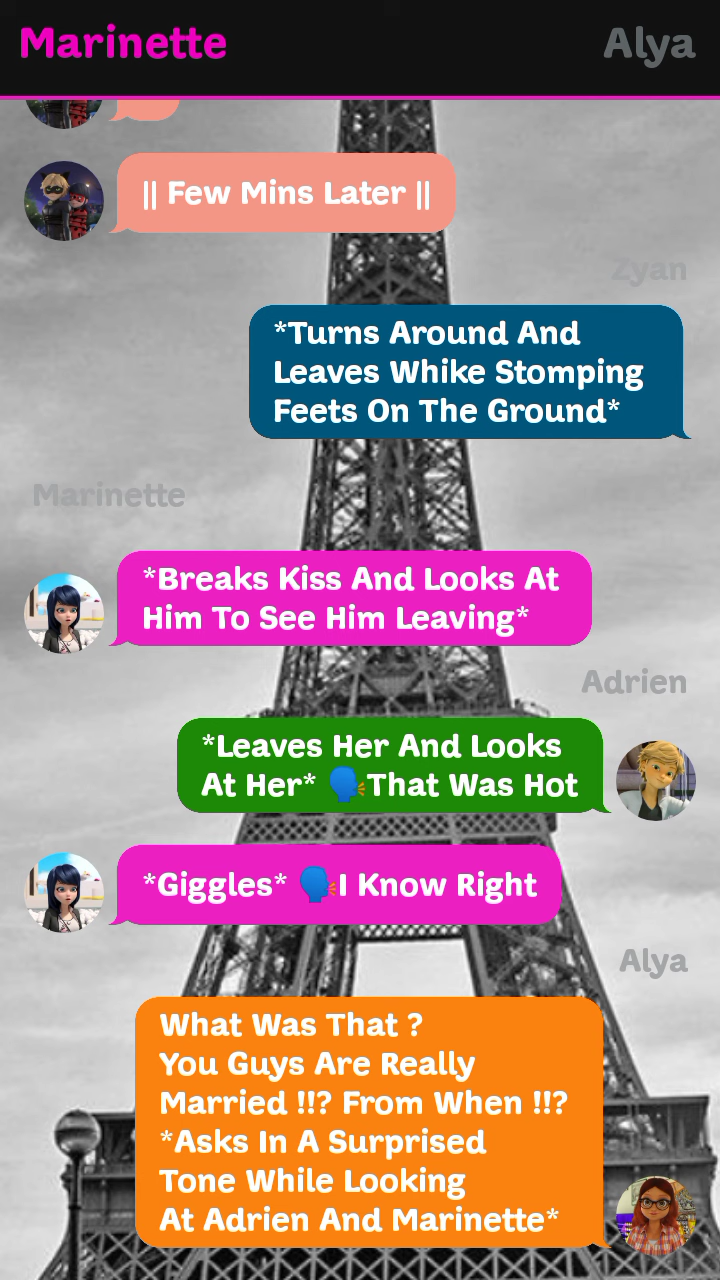 Marinette
Alya
|| Few Mins Later ||
Zyan
*Turns Around And
Leaves Whike Stomping
Feets On The Ground*
Marinette
*Breaks Kiss And Looks At
Him To See Him Leaving*
Adrien
*Leaves Her And Looks
At Her* 🗣️That Was Hot
*Giggles* 🗣️I Know Right
Alya
What Was That ?
You Guys Are Really
Married !!? From When !!?
*Asks In A Surprised
Tone While Looking
At Adrien And Marinette*